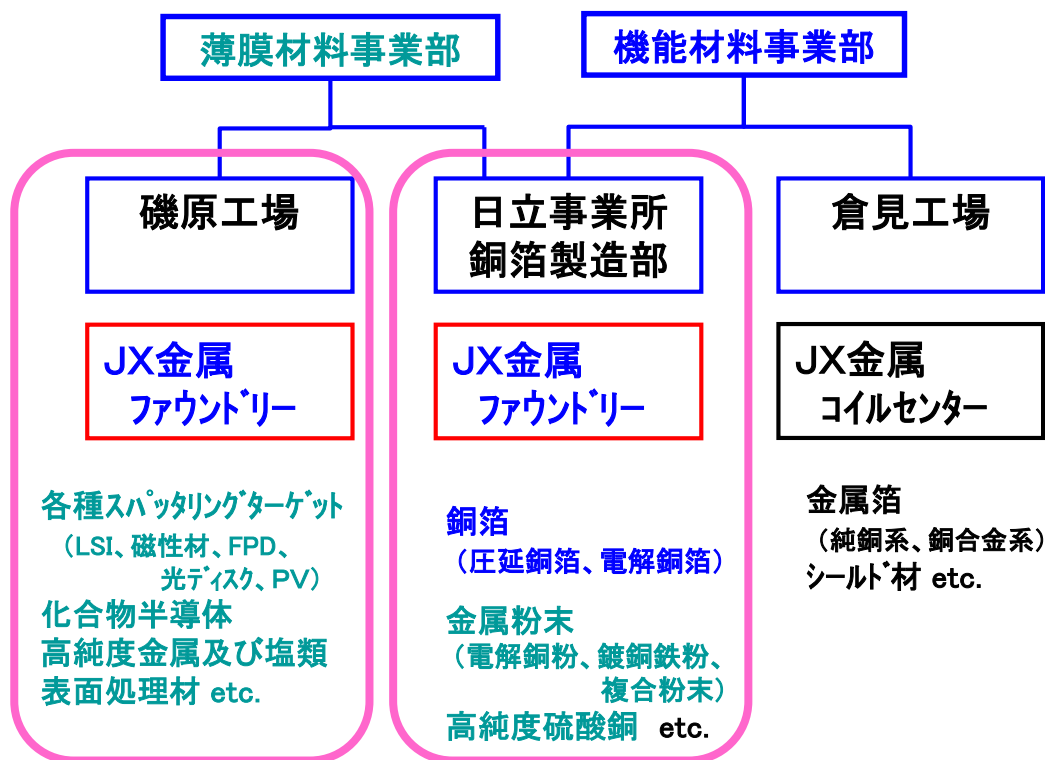 薄膜材料事業部
機能材料事業部
磯原工場
JX金属
ファウンドリー
各種スパッタリングターゲット
（LSI、磁性材、FPD、
光ディスク、PV）
化合物半導体
高純度金属及び塩類
表面処理材 etc.
日立事業所
銅箔製造部
JX金属
ファウンドリー
銅箔
（圧延銅箔、電解銅箔）
金属粉末
（電解銅粉、鍍銅鉄粉、
複合粉末）
高純度硫酸銅 etc.
倉見工場
JX金属
コイルセンター
金属箔
（純銅系、銅合金系）
シールド材 etc.